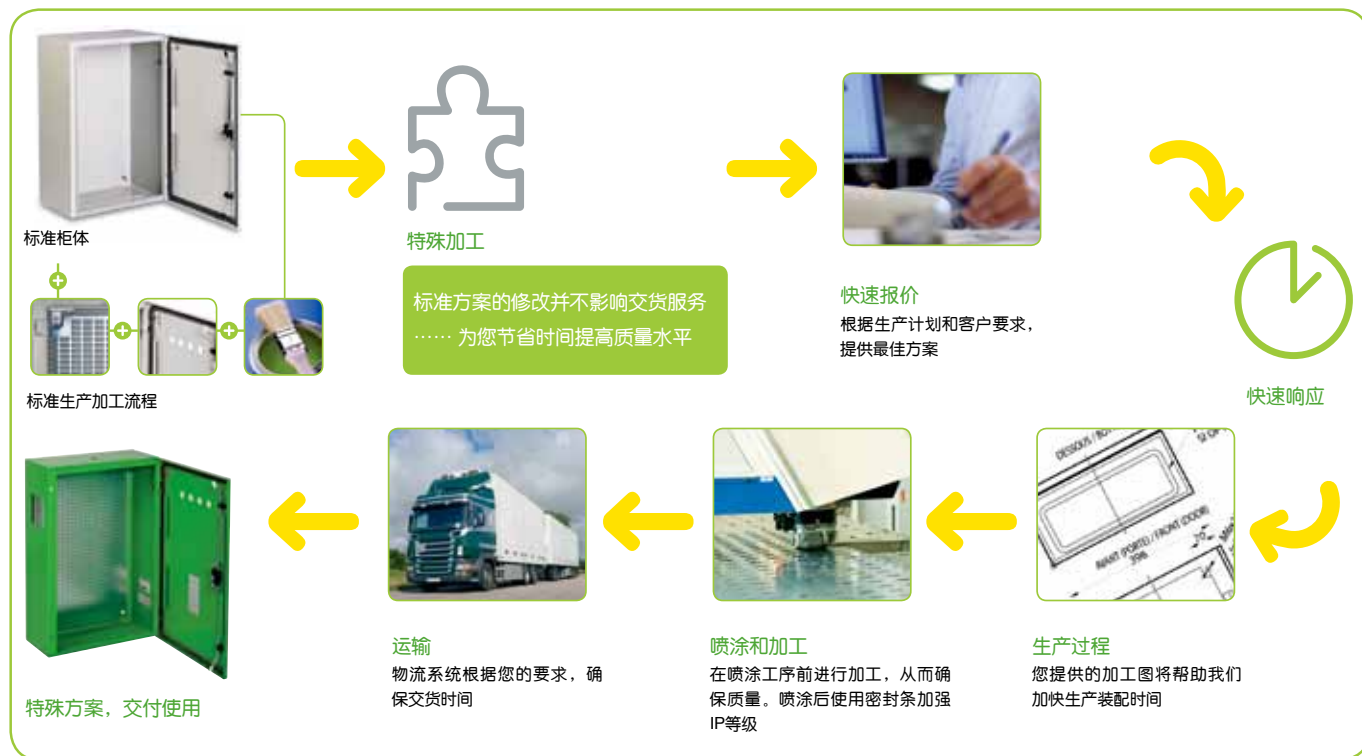 标准柜体
标准生产加工流程
特殊加工
标准方案的修改并不影响交货服务
…… 为您节省时间提高质量水平
快速报价
根据生产计划和客户要求，
提供最佳方案
快速响应
DESSOUS / BO
AVANT (PORTE) / FRONT (DOOR)
396
生产过程
您提供的加工图将帮助我们
加快生产装配时间
喷涂和加工
在喷涂工序前进行加工，从而确
保质量。喷涂后使用密封条加强
IP等级
运输
物流系统根据您的要求，确
保交货时间
特殊方案，交付使用